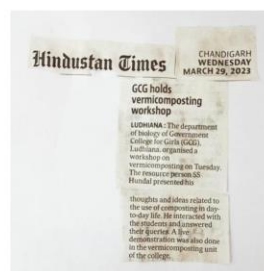 Hindustan Times
CHANDIGARH
WEDNESDAY
MARCH 29, 2023
GCG holds
vermicomposting
workshop
LUDHIANA : The department
of biology of Government
College for Girls (GCG),
Ludhiana, organised a
workshop on
vermicomposting on Tuesday.
The resource person SS
Hundal presented his
thoughts and ideas related to
the use of composting in day-
to-day life. He interacted with
the students and answered
their queries. A live
demonstration was also done
in the vermicomposting unit
of the college.